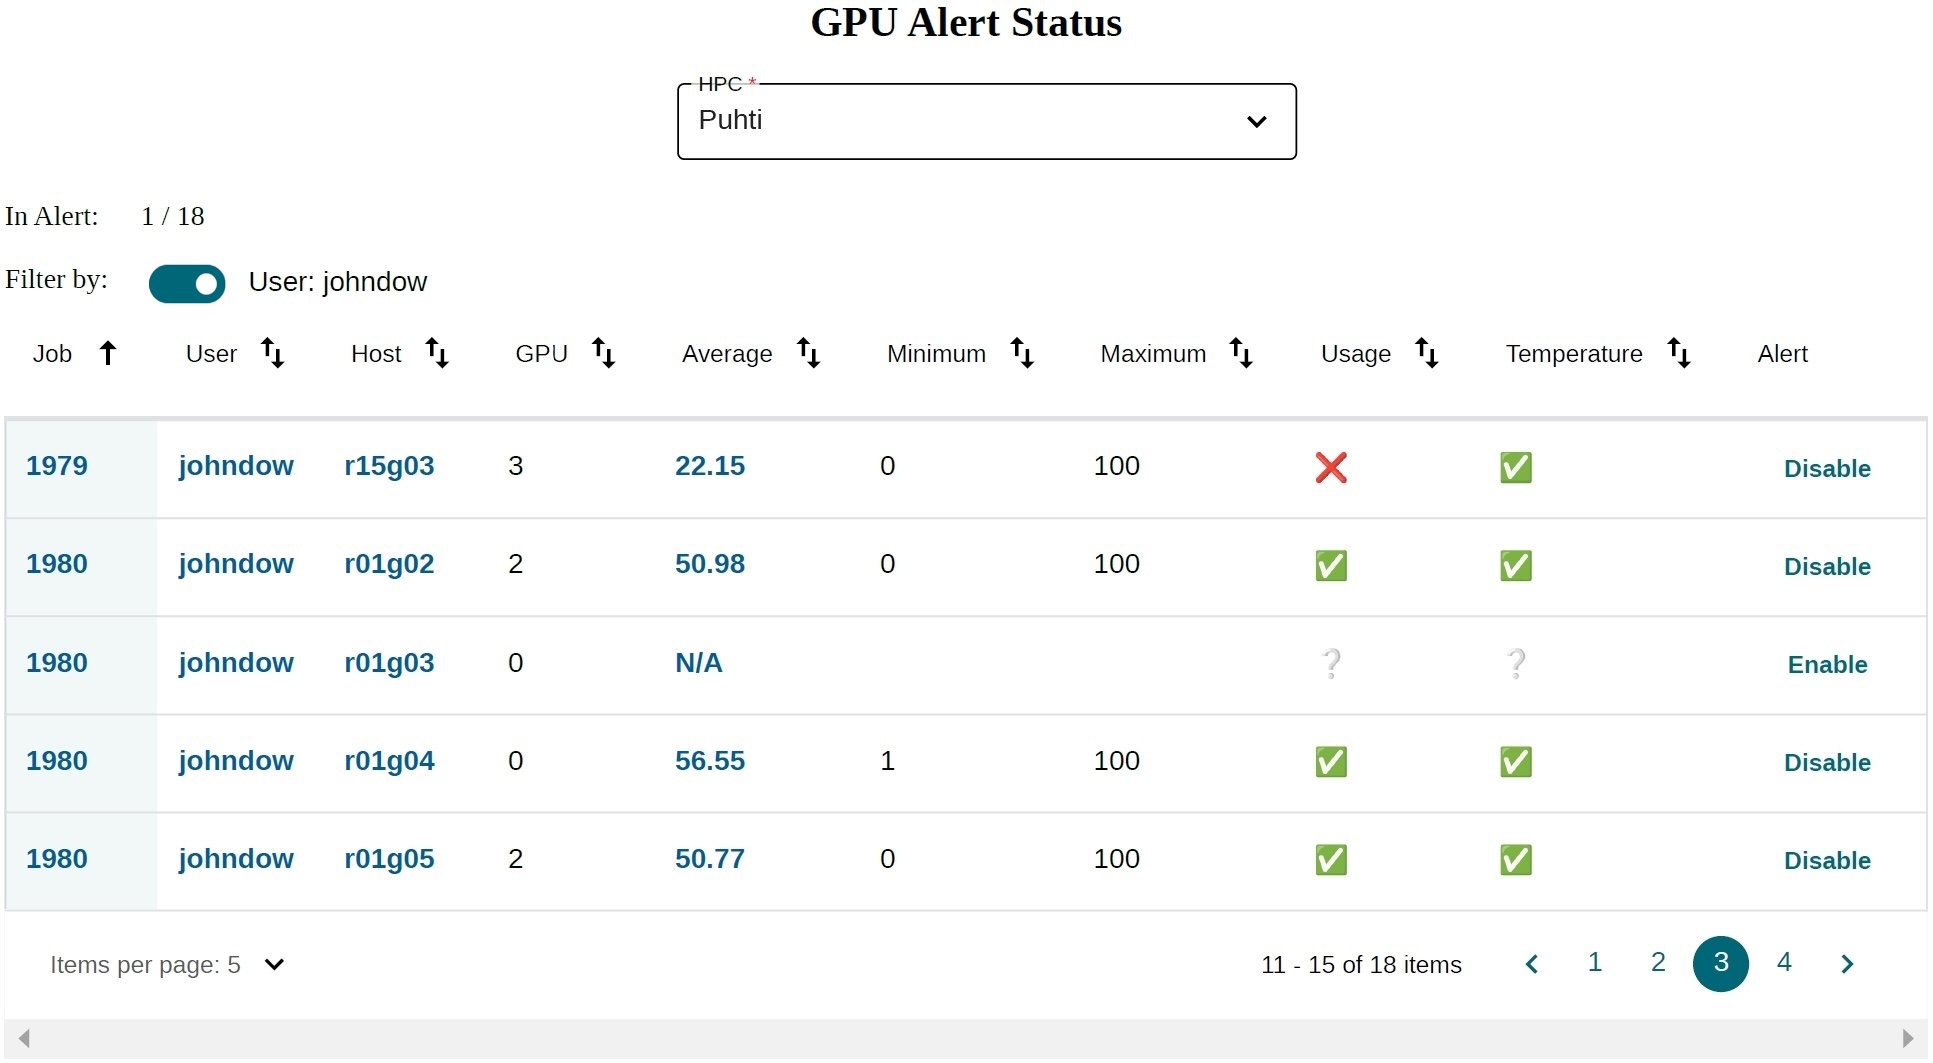 GPU Alert Status
HPC *
Puhti
In Alert: 1 / 18
Filter by: User: johndow
Job User Host GPU Average Minimum Maximum Usage Temperature Alert
1979 johndow r15g03 3 22.15 0 100 ❌ ✅ Disable
1980 johndow r01g02 2 50.98 0 100 ✅ ✅ Disable
1980 johndow r01g03 0 N/A ❔ ❔ Enable
1980 johndow r01g04 0 56.55 1 100 ✅ ✅ Disable
1980 johndow r01g05 2 50.77 0 100 ✅ ✅ Disable
Items per page: 5 11 - 15 of 18 items 1 2 3 4